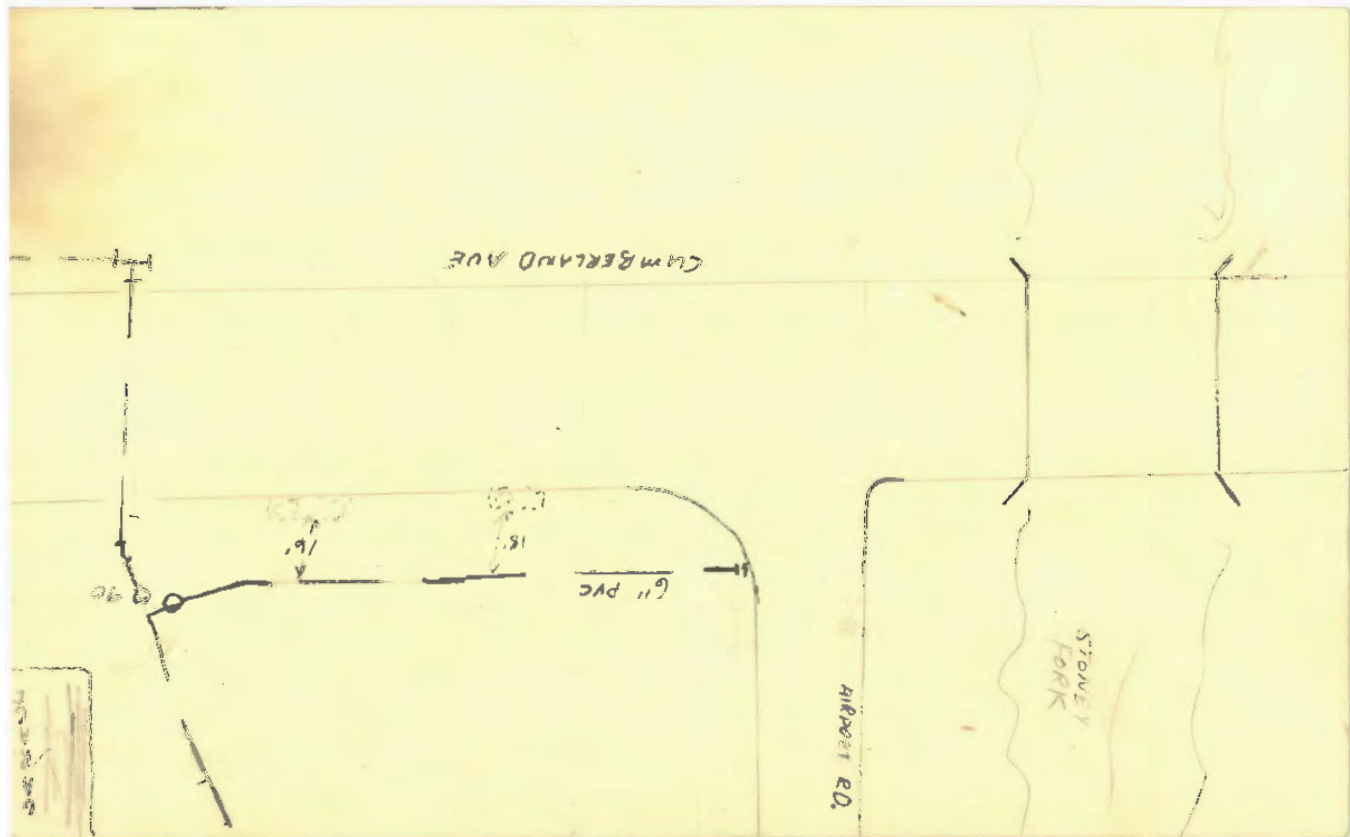 CUMBERLAND AVE
16'
18'
6" PVC
AIRPORT RD.
STONEY
FORK